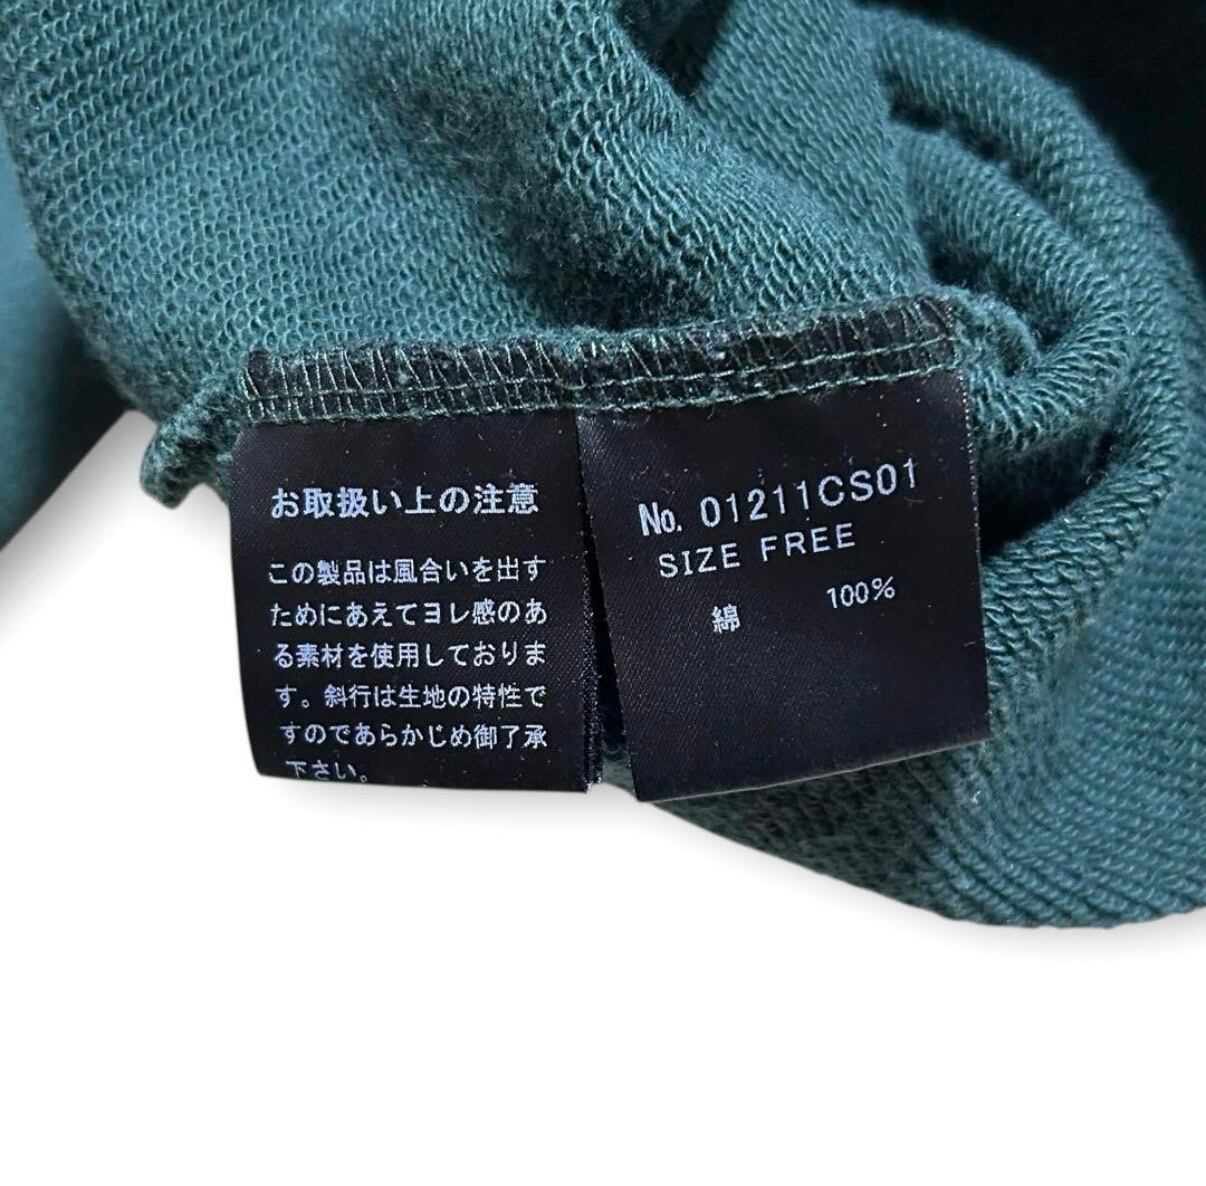 お取扱い上の注意
この製品は風合いを出す
ためにあえてヨレ感のあ
る素材を使用しておりま
す。斜行は生地の特性で
すのであらかじめ御了承
下さい。
No. 01211CS01
SIZE FREE
綿 100%